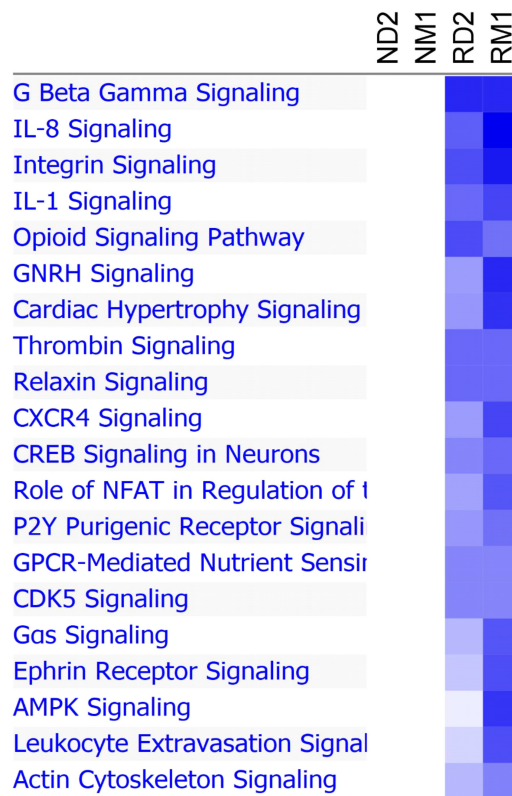 ND2 NM1 RD2 RM1
G Beta Gamma Signaling
IL-8 Signaling
Integrin Signaling
IL-1 Signaling
Opioid Signaling Pathway
GNRH Signaling
Cardiac Hypertrophy Signaling
Thrombin Signaling
Relaxin Signaling
CXCR4 Signaling
CREB Signaling in Neurons
Role of NFAT in Regulation of t
P2Y Purigenic Receptor Signali
GPCR-Mediated Nutrient Sensin
CDK5 Signaling
Gαs Signaling
Ephrin Receptor Signaling
AMPK Signaling
Leukocyte Extravasation Signal
Actin Cytoskeleton Signaling